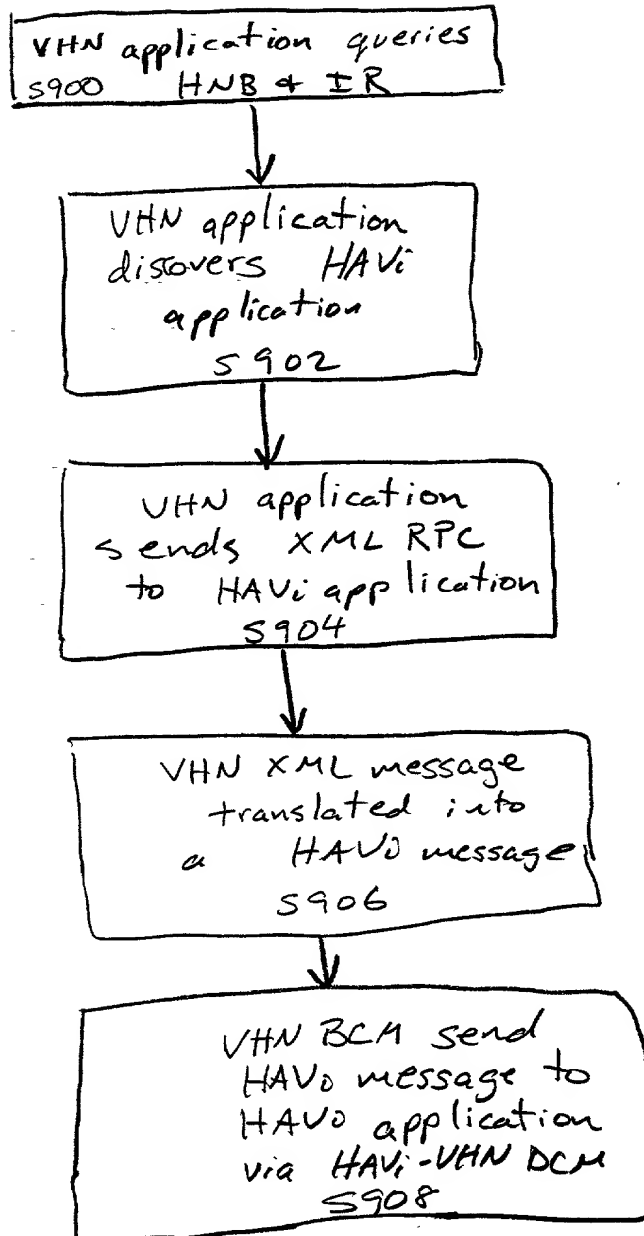 VHN application queries
S900 HNB & IR
VHN application
discovers HAVi
application
S902
VHN application
sends XML RPC
to HAVi application
S904
VHN XML message
translated into
a HAVi message
S906
VHN BCM send
HAVi message to
HAVi application
via HAVi-VHN DCM
S908